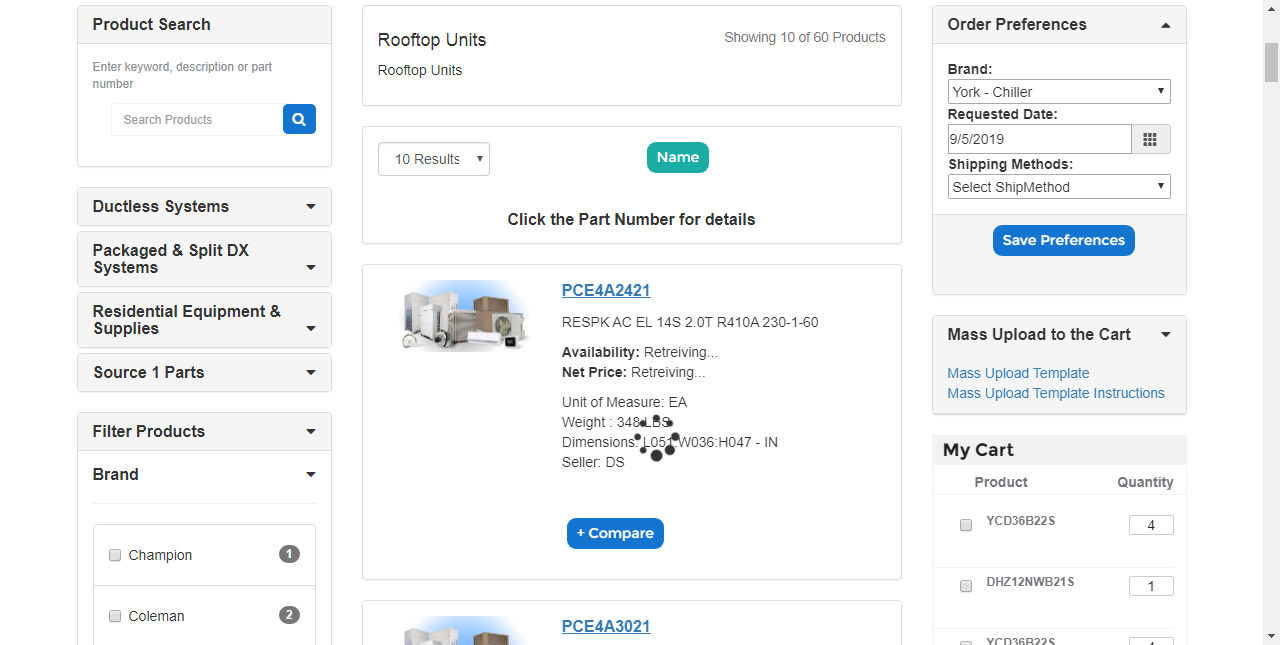 Product Search
Enter keyword, description or part
number
Search Products
Ductless Systems
Packaged & Split DX
Systems
Residential Equipment &
Supplies
Source 1 Parts
Filter Products
Brand
Champion
1
Coleman
2
Rooftop Units
Showing 10 of 60 Products
Rooftop Units
10 Results
Name
Click the Part Number for details
PCE4A2421
RESPK AC EL 14S 2.0T R410A 230-1-60
Availability: Retreiving...
Net Price: Retreiving...
Unit of Measure: EA
Weight : 348 LBS
Dimensions: L051:W036:H047 - IN
Seller: DS
+ Compare
PCE4A3021
Order Preferences
Brand:
York - Chiller
Requested Date:
9/5/2019
Shipping Methods:
Select ShipMethod
Save Preferences
Mass Upload to the Cart
Mass Upload Template
Mass Upload Template Instructions
My Cart
Product Quantity
YCD36B22S 4
DHZ12NWB21S 1
YCD36B22S